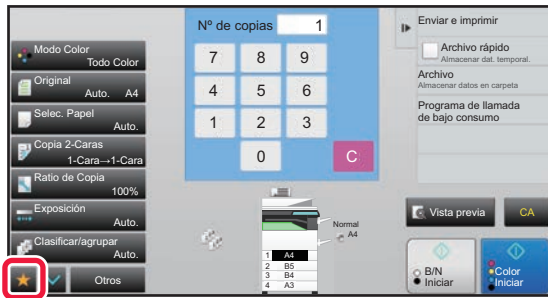 Modo Color
Todo Color
Original
Auto. A4
Selec. Papel
Auto.
Copia 2-Caras
1-Cara→1-Cara
Ratio de Copia
100%
Exposición
Auto.
Clasificar/agrupar
Auto.
Otros
Nº de copias 1
7 8 9
4 5 6
1 2 3
0 C
Normal
A4
1 A4
2 B5
3 B4
4 A3
Enviar e imprimir
Archivo rápido
Almacenar dat. temporal.
Archivo
Almacenar datos en carpeta
Programa de llamada
de bajo consumo
Vista previa CA
B/N
Iniciar
Color
Iniciar